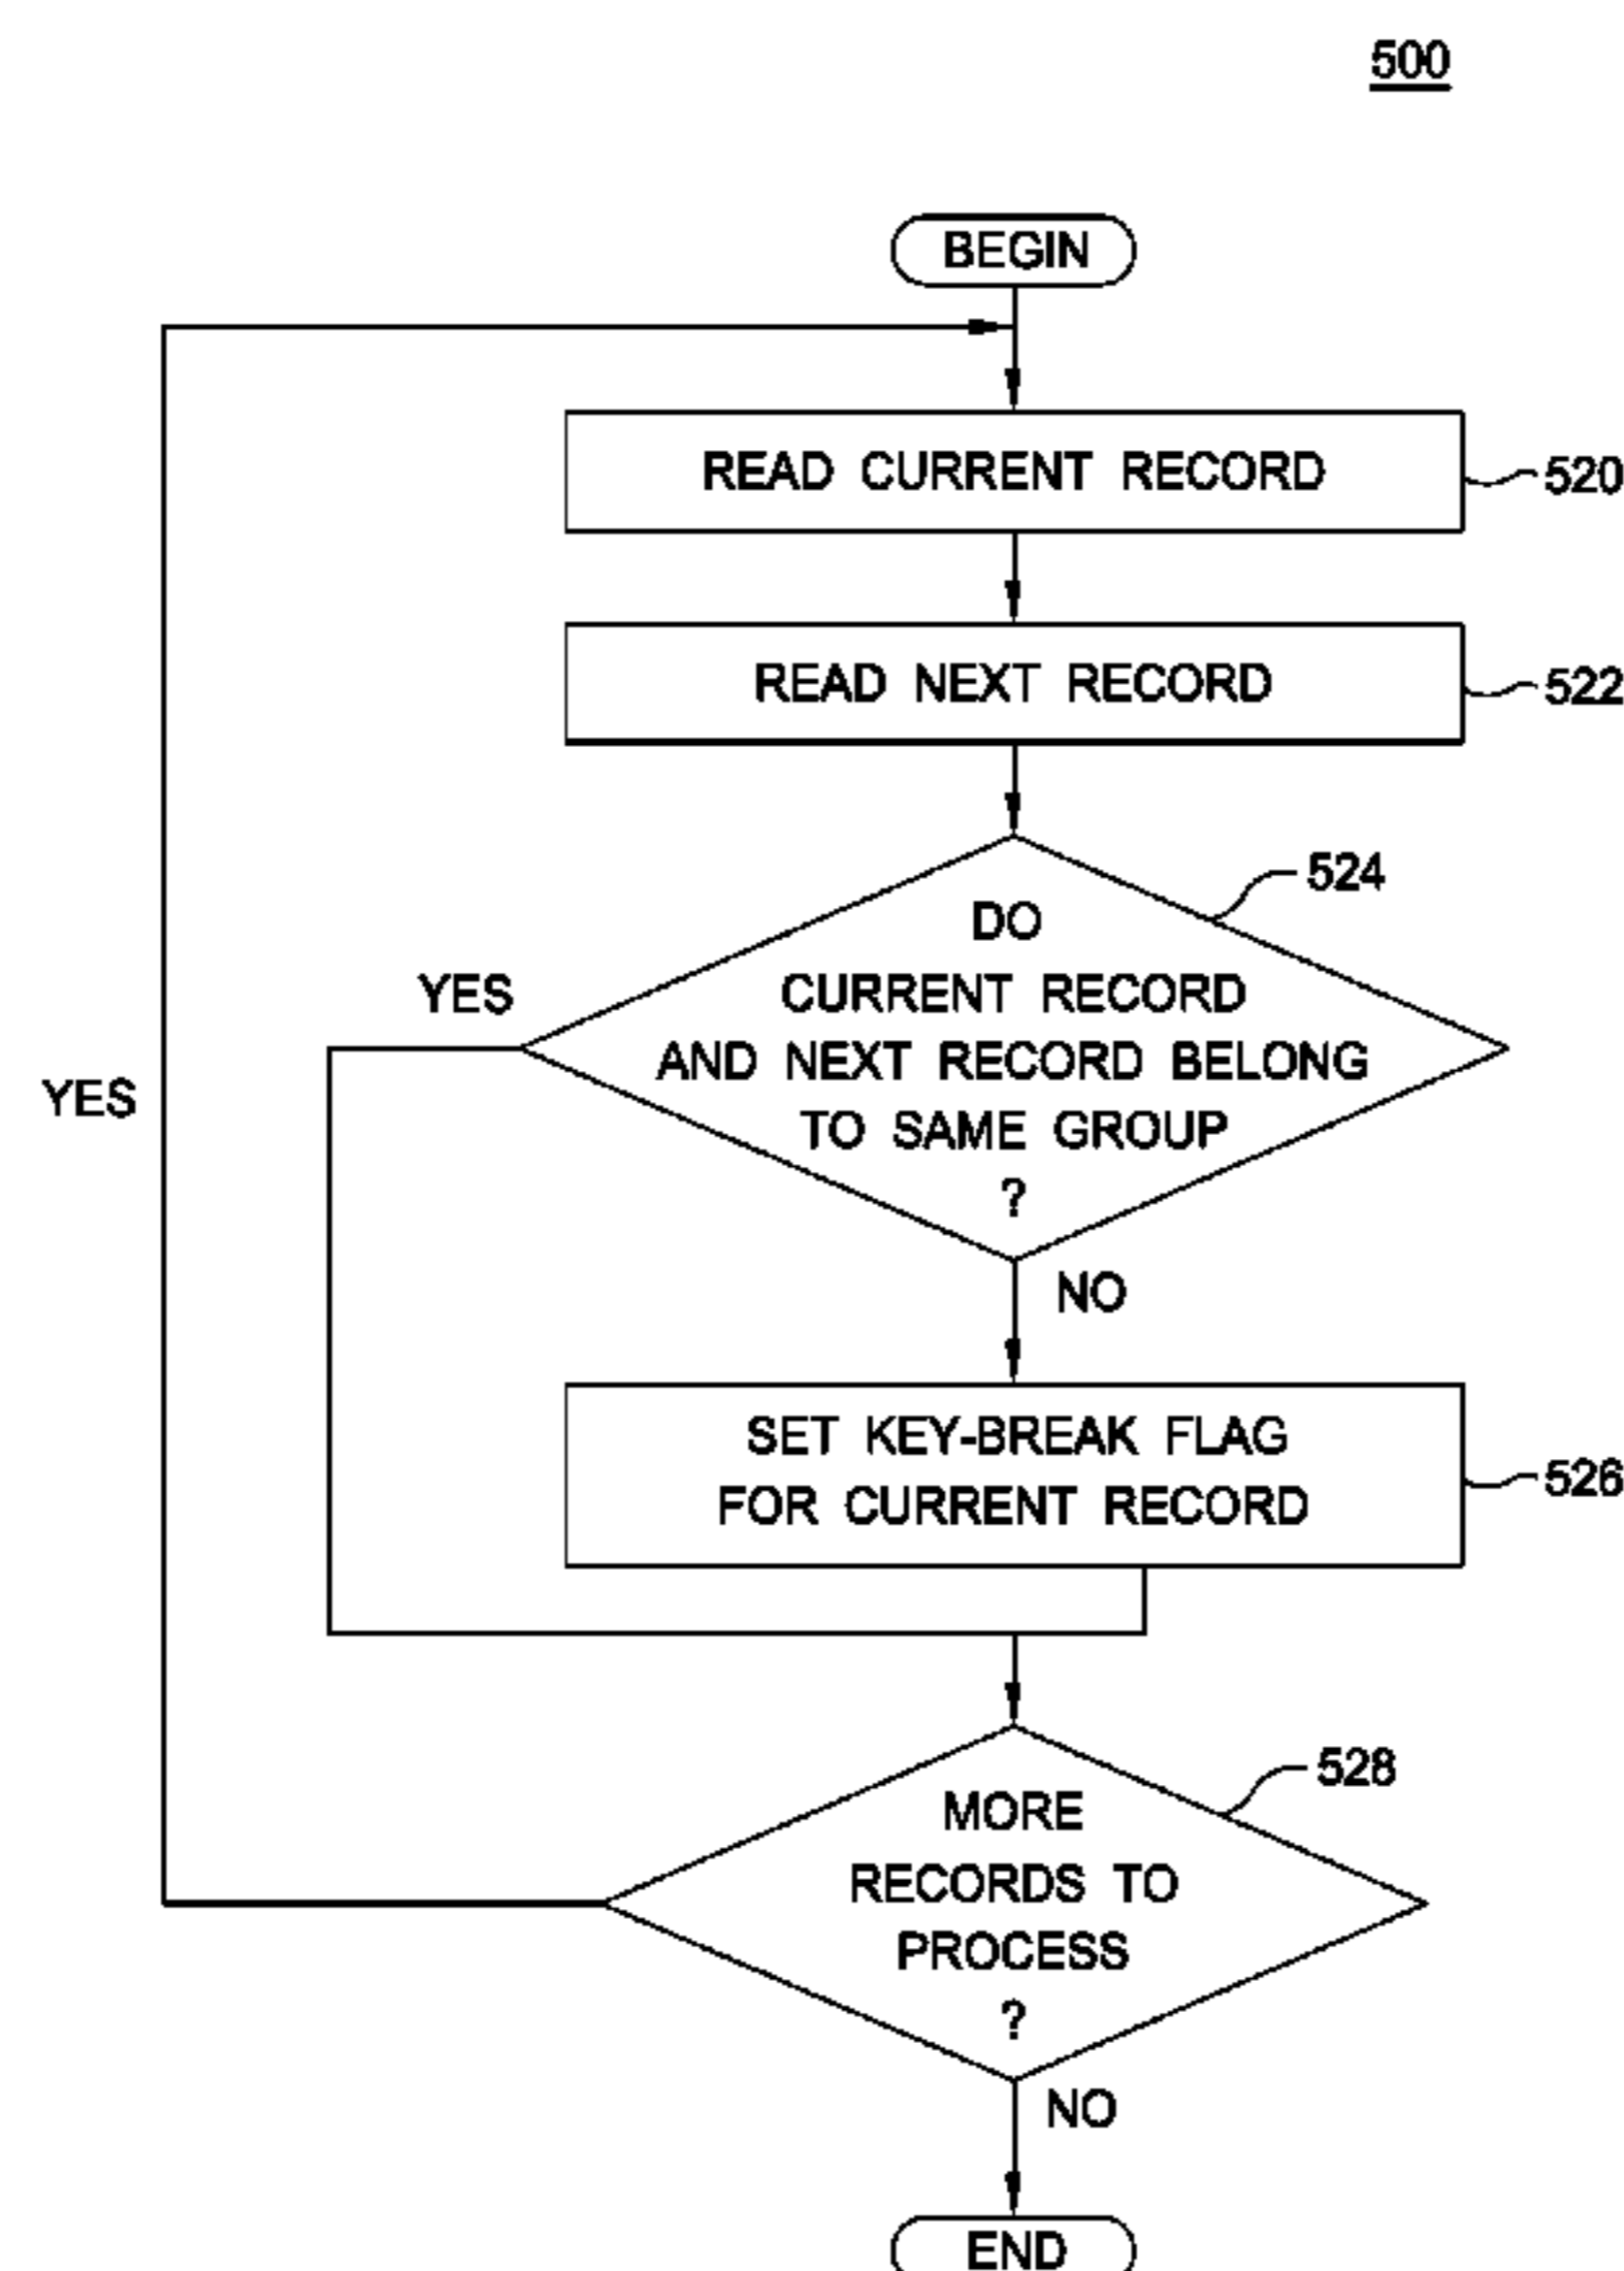 500
BEGIN
READ CURRENT RECORD
520
READ NEXT RECORD
522
524
DO
CURRENT RECORD
AND NEXT RECORD BELONG
TO SAME GROUP
?
YES
YES
NO
SET KEY-BREAK FLAG
FOR CURRENT RECORD
526
528
MORE
RECORDS TO
PROCESS
?
NO
END